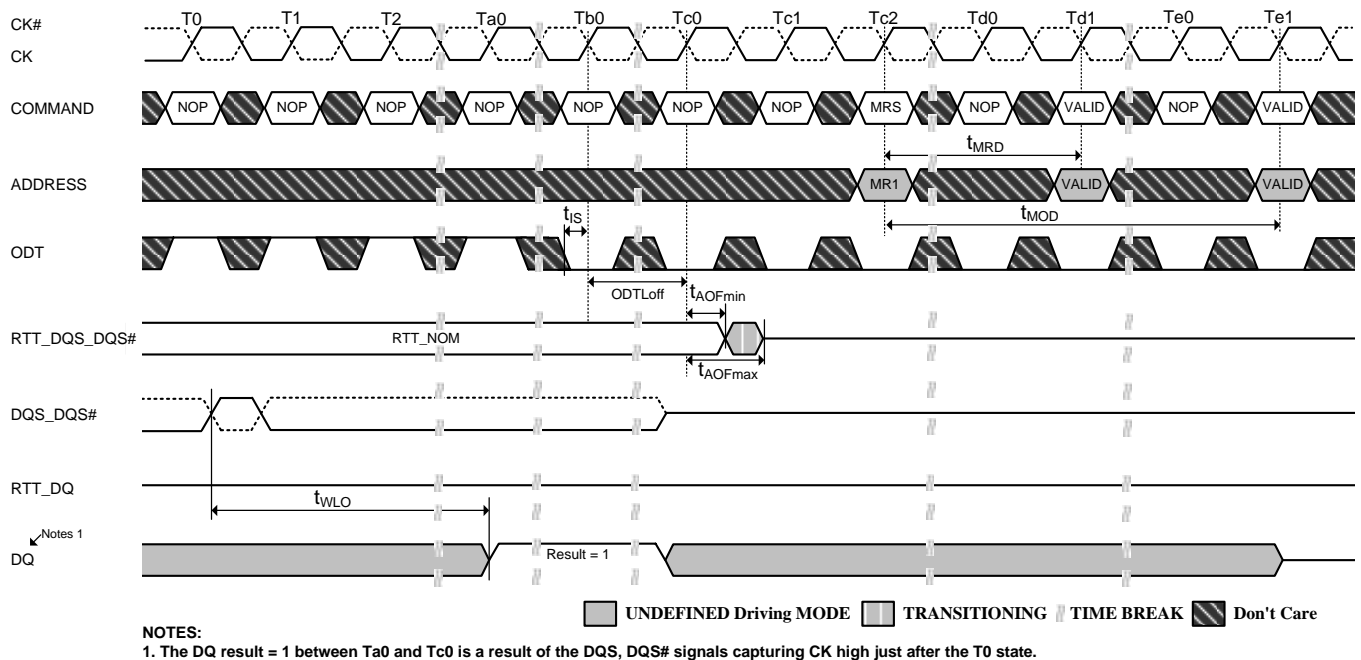 CK#
T0 T1 T2 Ta0 Tb0 Tc0 Tc1 Tc2 Td0 Td1 Te0 Te1
CK
COMMAND NOP NOP NOP NOP NOP NOP NOP MRS NOP VALID NOP VALID
tMRD
ADDRESS MR1 VALID VALID
tIS tMOD
ODT
ODTLoff tAOFmin
RTT_DQS_DQS# RTT_NOM
tAOFmax
DQS_DQS#
RTT_DQ
tWLO
Notes 1
DQ Result = 1
UNDEFINED Driving MODE TRANSITIONING TIME BREAK Don't Care
NOTES:
1. The DQ result = 1 between Ta0 and Tc0 is a result of the DQS, DQS# signals capturing CK high just after the T0 state.